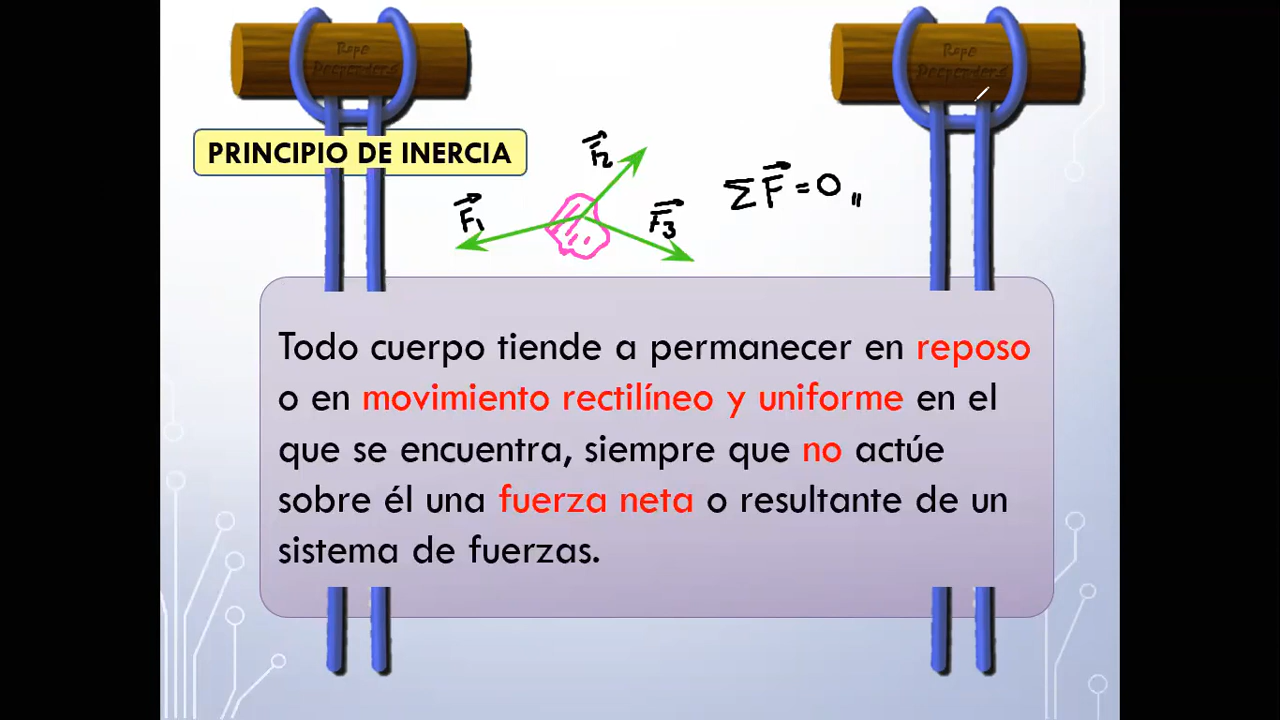 Rope
Rope
PRINCIPIO DE INERCIA
F₂
F₁
F₃
ΣF⃗ = 0 ,,
Todo cuerpo tiende a permanecer en reposo
o en movimiento rectilíneo y uniforme en el
que se encuentra, siempre que no actúe
sobre él una fuerza neta o resultante de un
sistema de fuerzas.